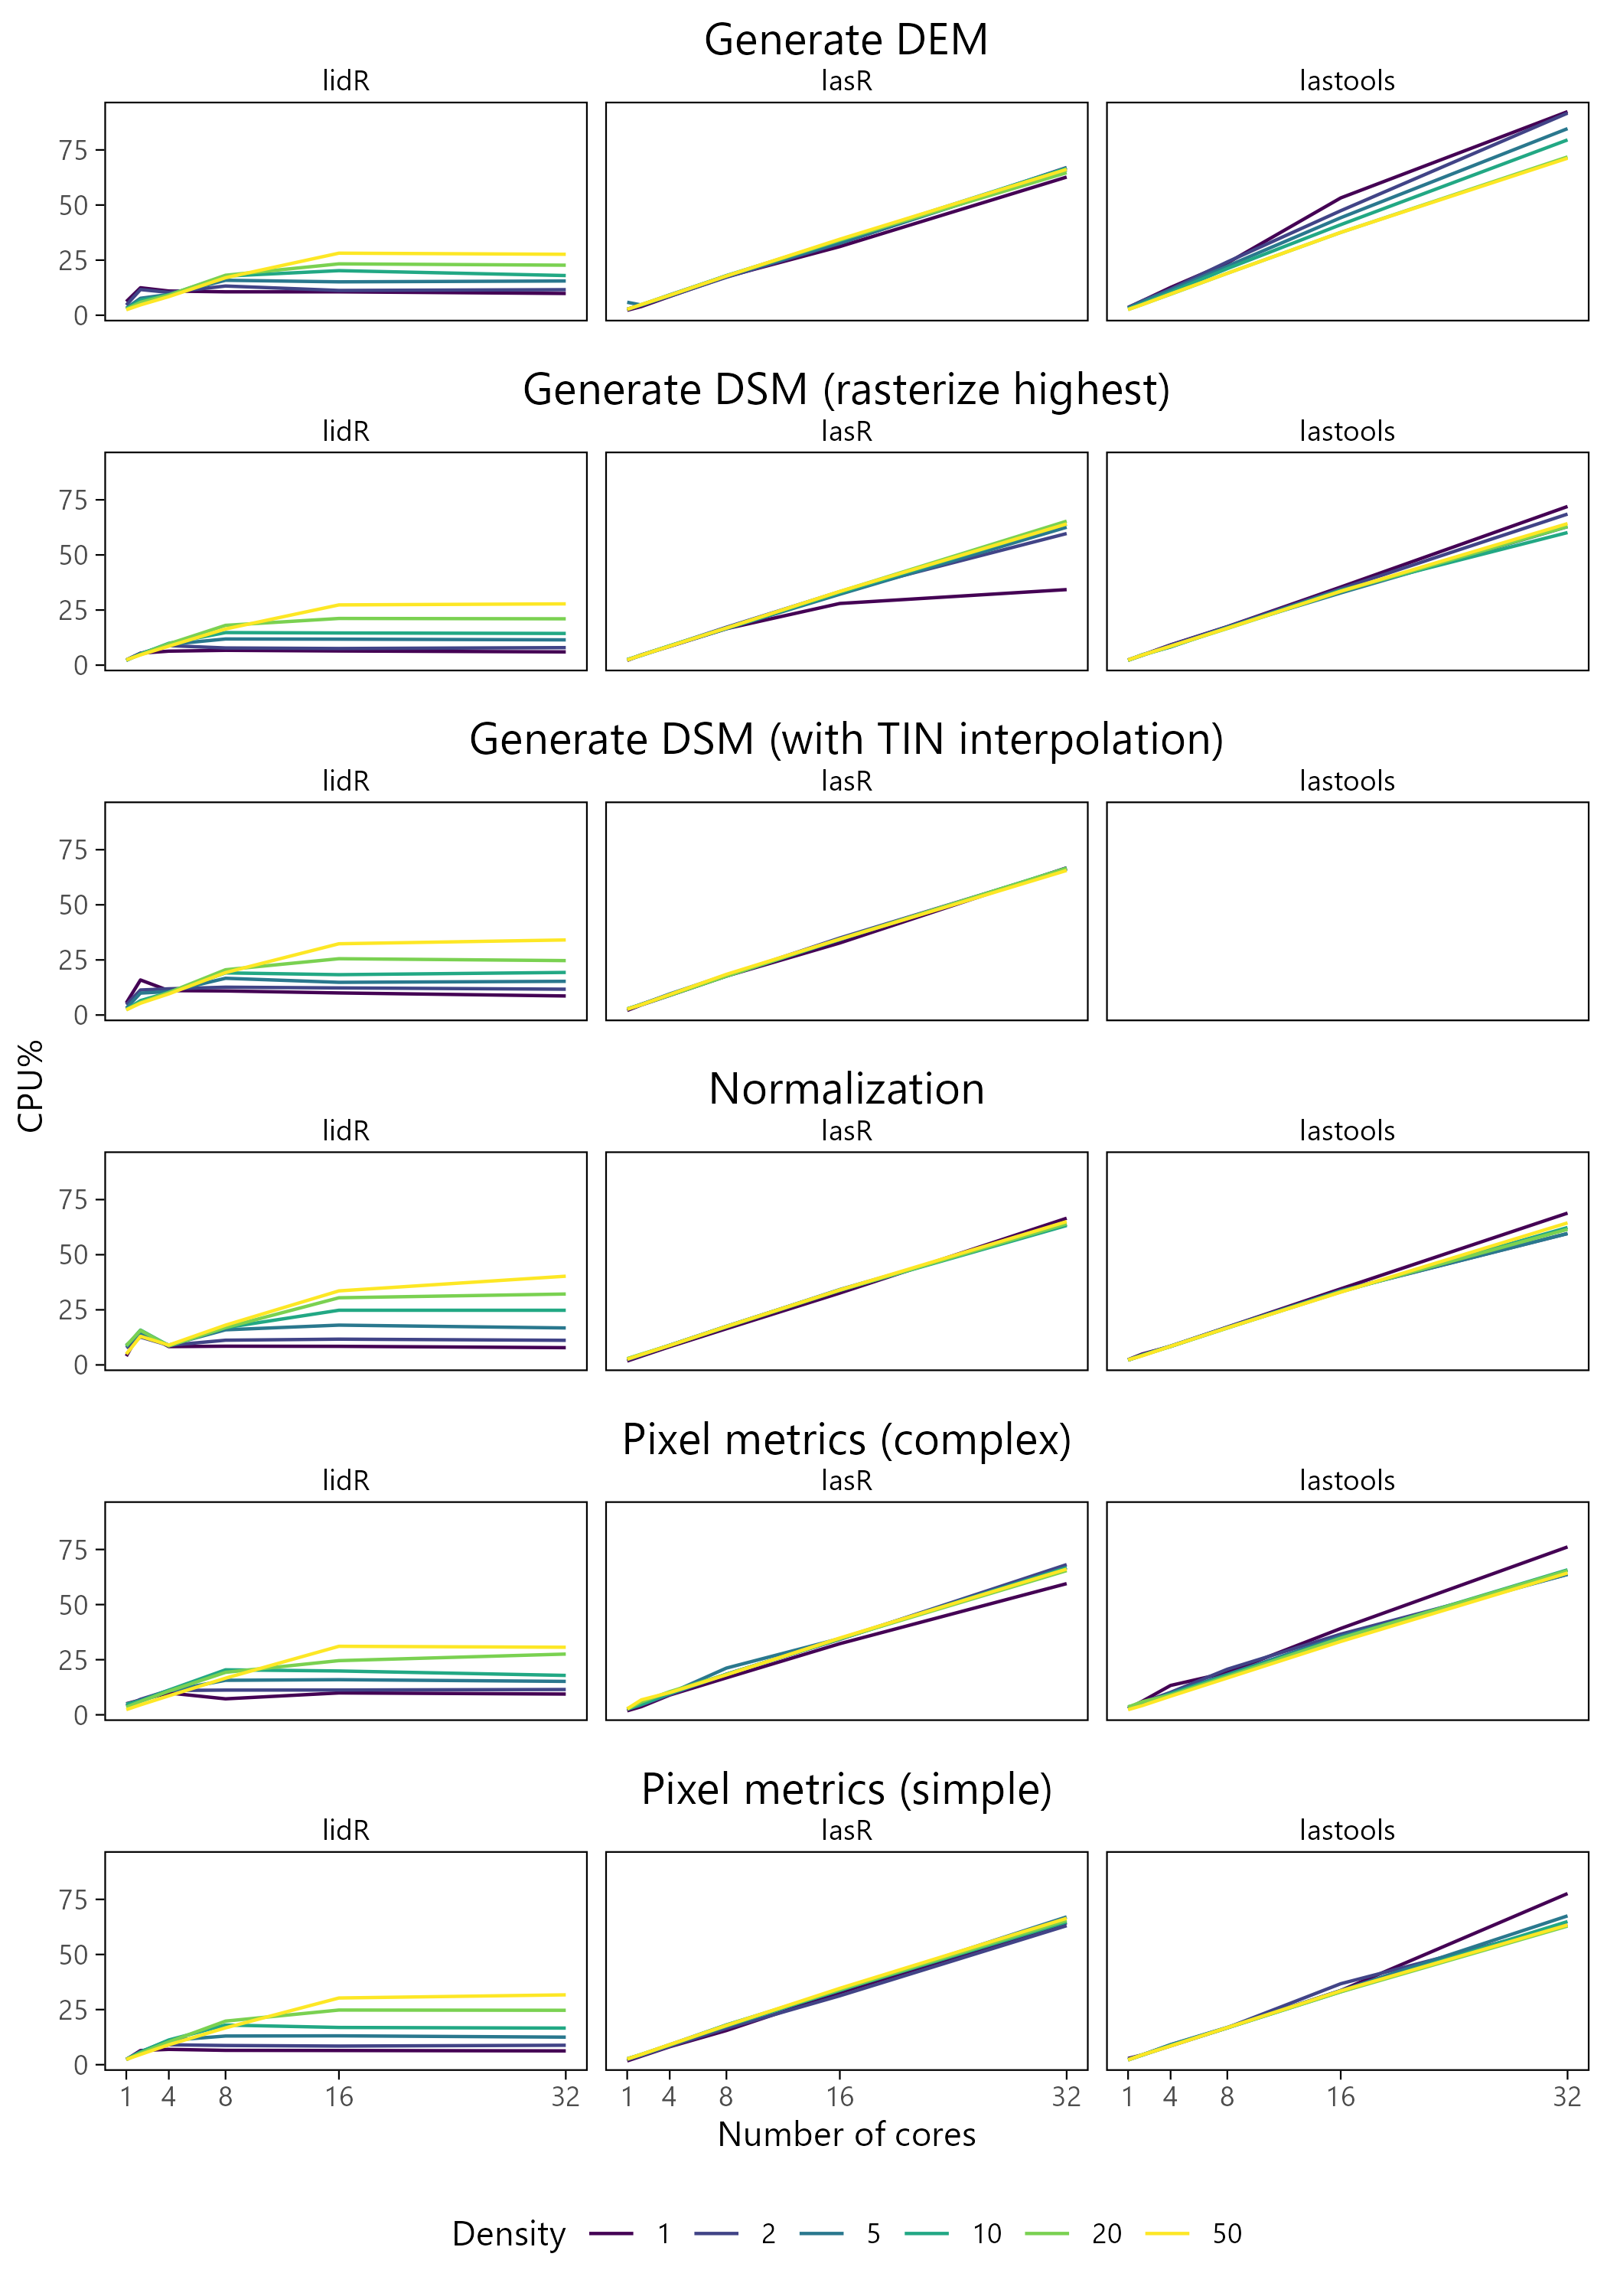 Generate DEM
lidR lasR lastools
75
50
25
0
Generate DSM (rasterize highest)
lidR lasR lastools
75
50
25
0
Generate DSM (with TIN interpolation)
lidR lasR lastools
75
50
25
0
CPU%
Normalization
lidR lasR lastools
75
50
25
0
Pixel metrics (complex)
lidR lasR lastools
75
50
25
0
Pixel metrics (simple)
lidR lasR lastools
75
50
25
0
1 4 8 16 32 1 4 8 16 32 1 4 8 16 32
Number of cores
Density 1 2 5 10 20 50